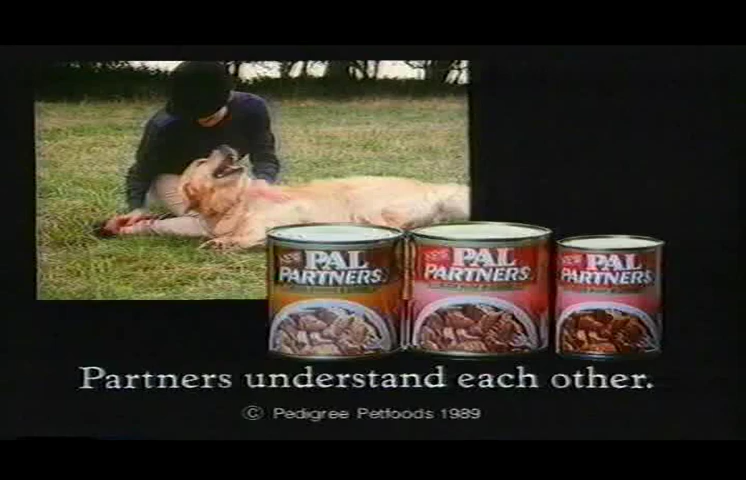 NEW PAL
PARTNERS
NEW PAL
PARTNERS
NEW PAL
PARTNERS
Partners understand each other.
© Pedigree Petfoods 1989